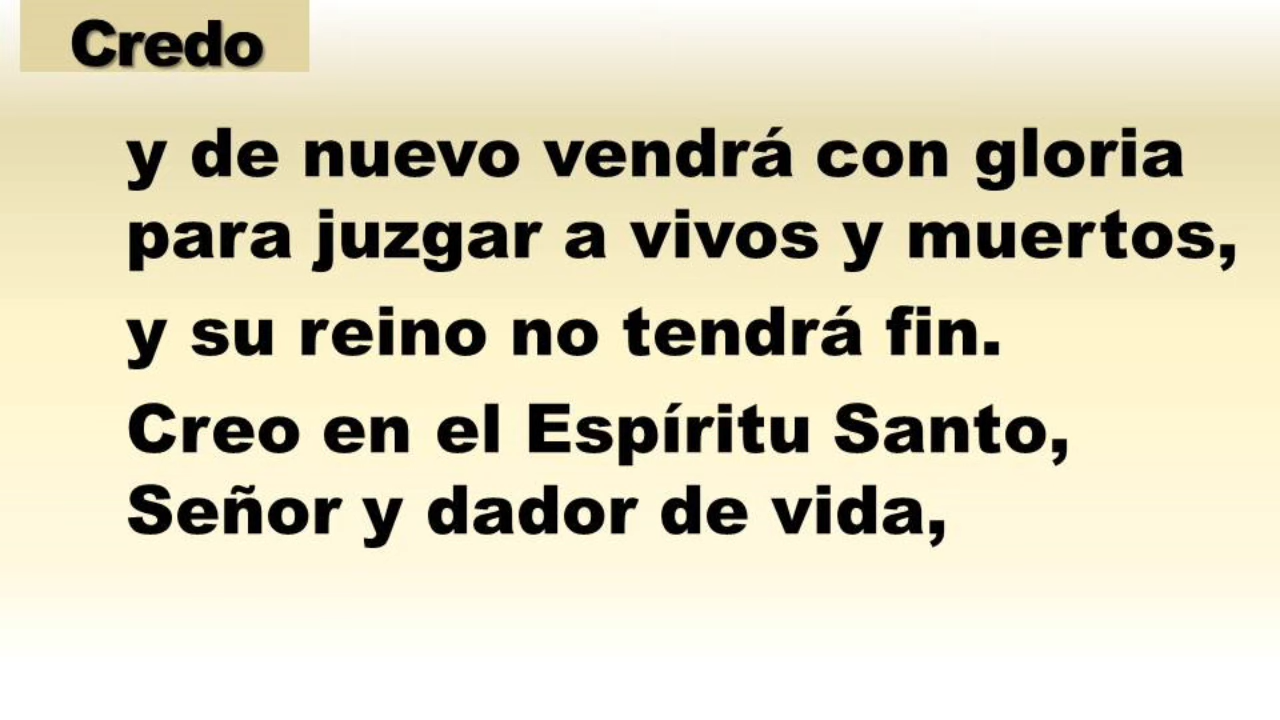 Credo
y de nuevo vendrá con gloria
para juzgar a vivos y muertos,
y su reino no tendrá fin.
Creo en el Espíritu Santo,
Señor y dador de vida,